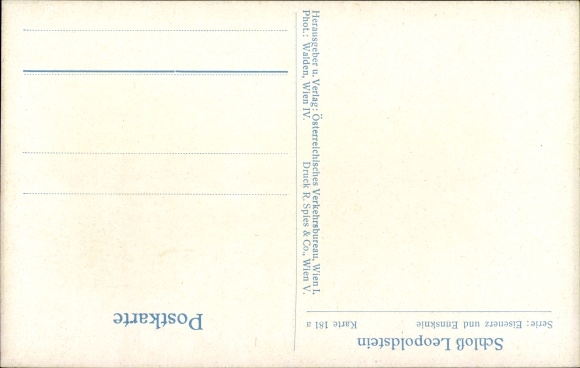 Schloß Leopoldstein
Serie: Eisenerz und Ennsknie Karte 181 a
Postkarte
Herausgeber u. Verlag: Österreichisches Verkehrsbureau, Wien I.
Phot.: Walden, Wien IV. Druck R. Spies & Co., Wien V.